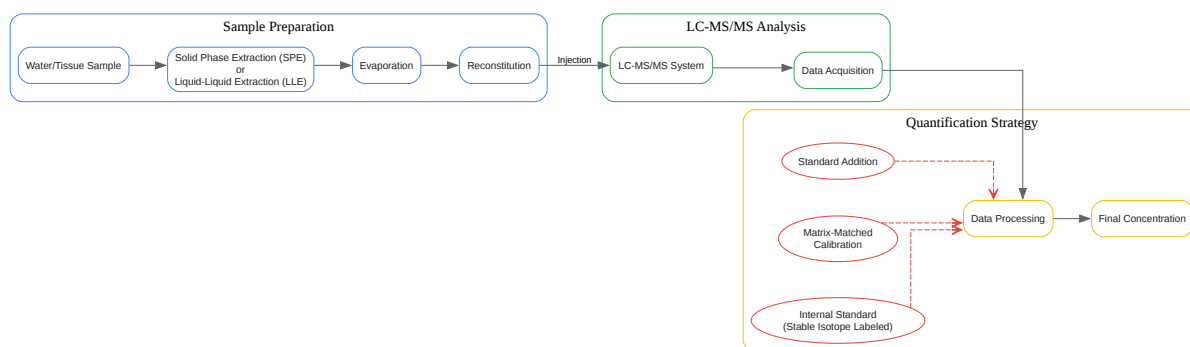 Sample Preparation
Water/Tissue Sample
Solid Phase Extraction (SPE)
or
Liquid-Liquid Extraction (LLE)
Evaporation
Reconstitution
Injection
LC-MS/MS Analysis
LC-MS/MS System
Data Acquisition
Quantification Strategy
Standard Addition
Matrix-Matched
Calibration
Internal Standard
(Stable Isotope Labeled)
Data Processing
Final Concentration